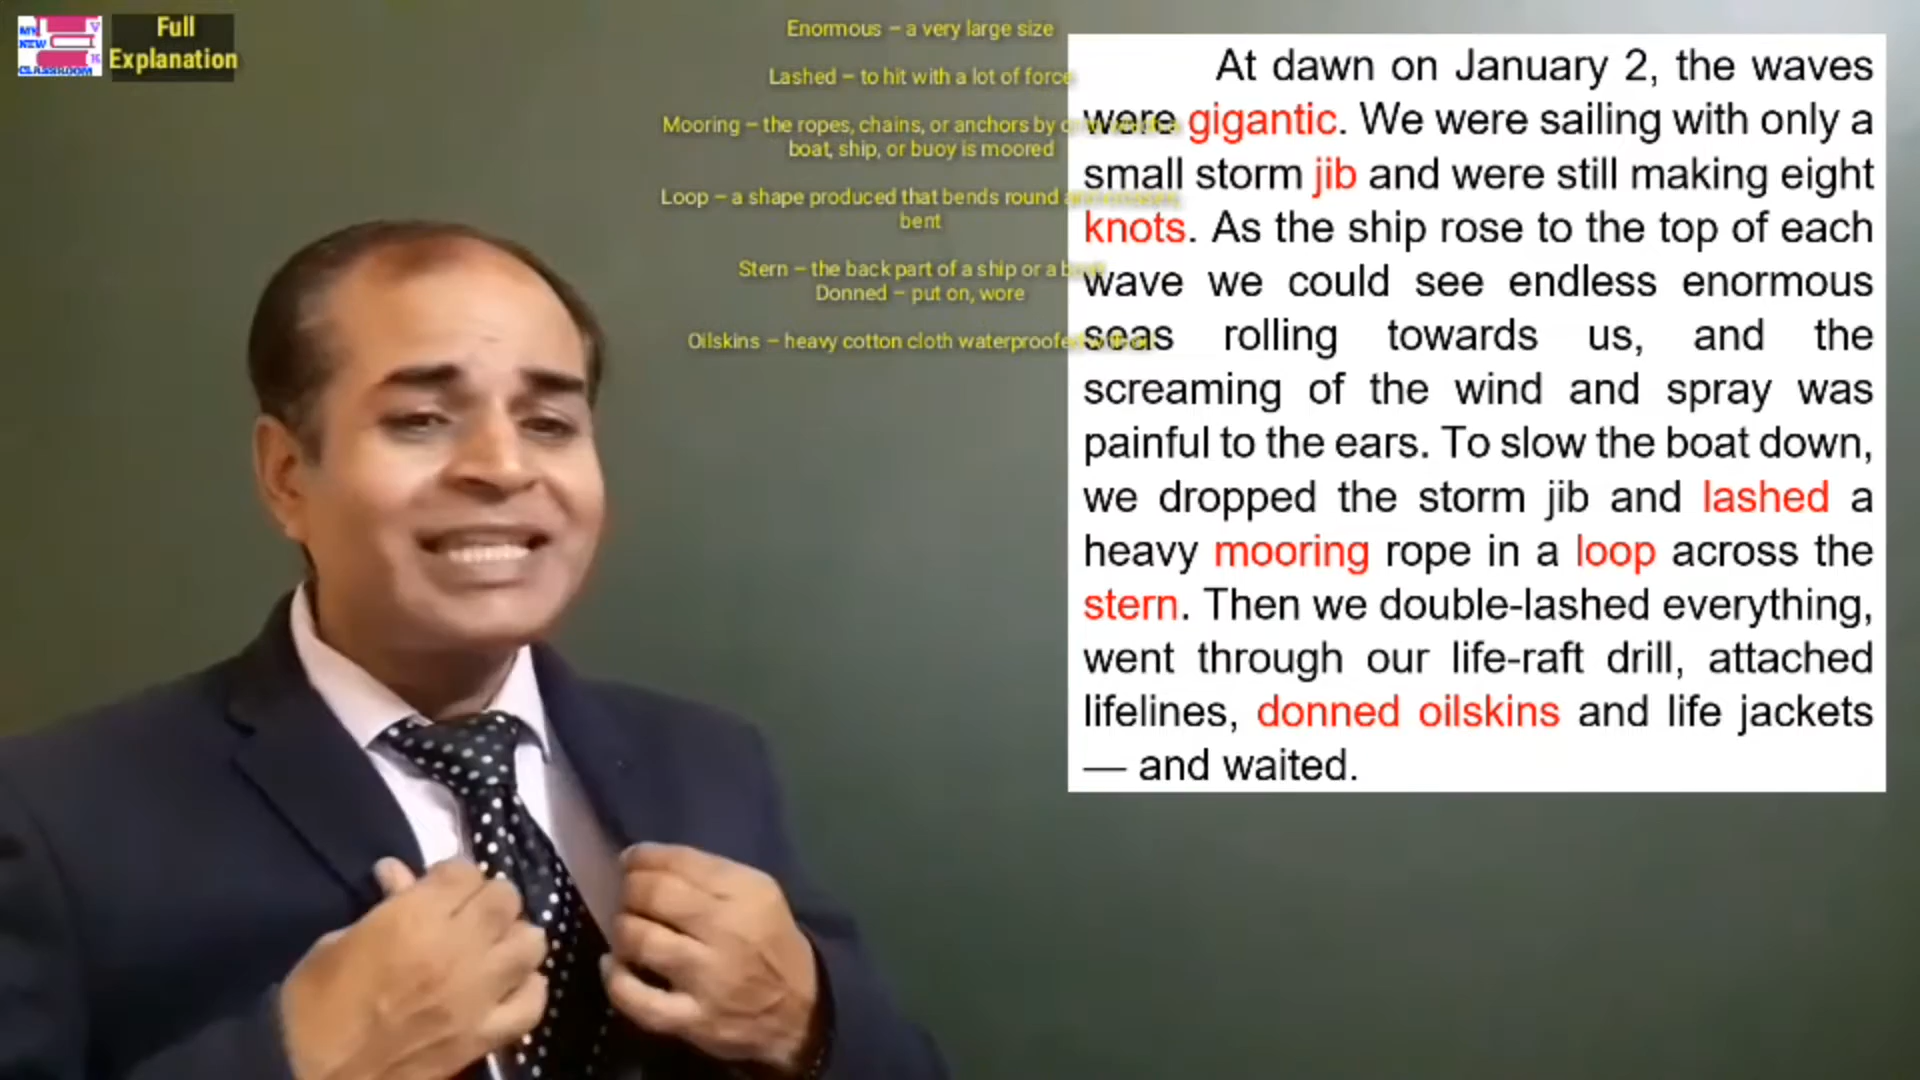 MY
NEW
CLASSROOM
Full
Explanation
Enormous – a very large size
Lashed – to hit with a lot of force
Mooring – the ropes, chains, or anchors by
boat, ship, or buoy is moored
Loop – a shape produced that bends round
bent
Stern – the back part of a ship or a
Donned – put on, wore
Oilskins – heavy cotton cloth waterproofed
At dawn on January 2, the waves
were gigantic. We were sailing with only a
small storm jib and were still making eight
knots. As the ship rose to the top of each
wave we could see endless enormous
seas rolling towards us, and the
screaming of the wind and spray was
painful to the ears. To slow the boat down,
we dropped the storm jib and lashed a
heavy mooring rope in a loop across the
stern. Then we double-lashed everything,
went through our life-raft drill, attached
lifelines, donned oilskins and life jackets
— and waited.